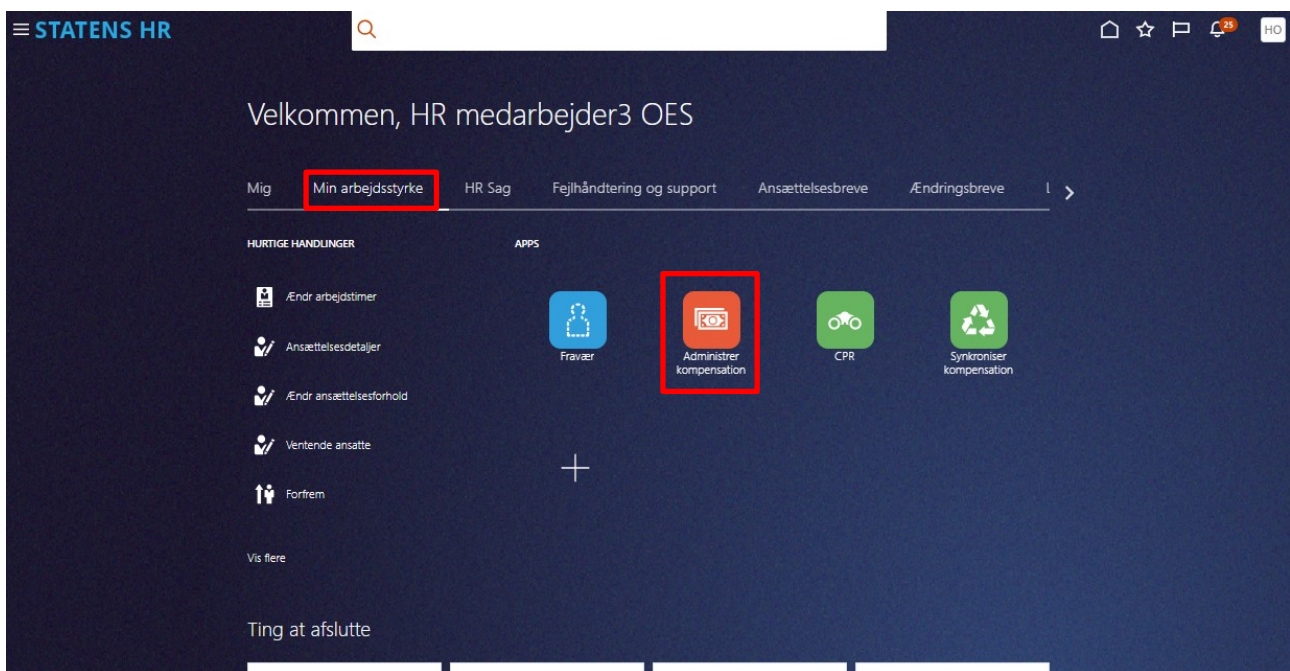 STATENS HR
25
HO
Velkommen, HR medarbejder3 OES
Mig Min arbejdsstyrke HR Sag Fejlhåndtering og support Ansættelsesbreve Ændringsbreve
HURTIGE HANDLINGER
APPS
Ændr arbejdstimer
Ansættelsesdetaljer
Ændr ansættelsesforhold
Ventende ansatte
Forfrem
Vis flere
Fravær
Administrer
kompensation
CPR
Synkroniser
kompensation
Ting at afslutte